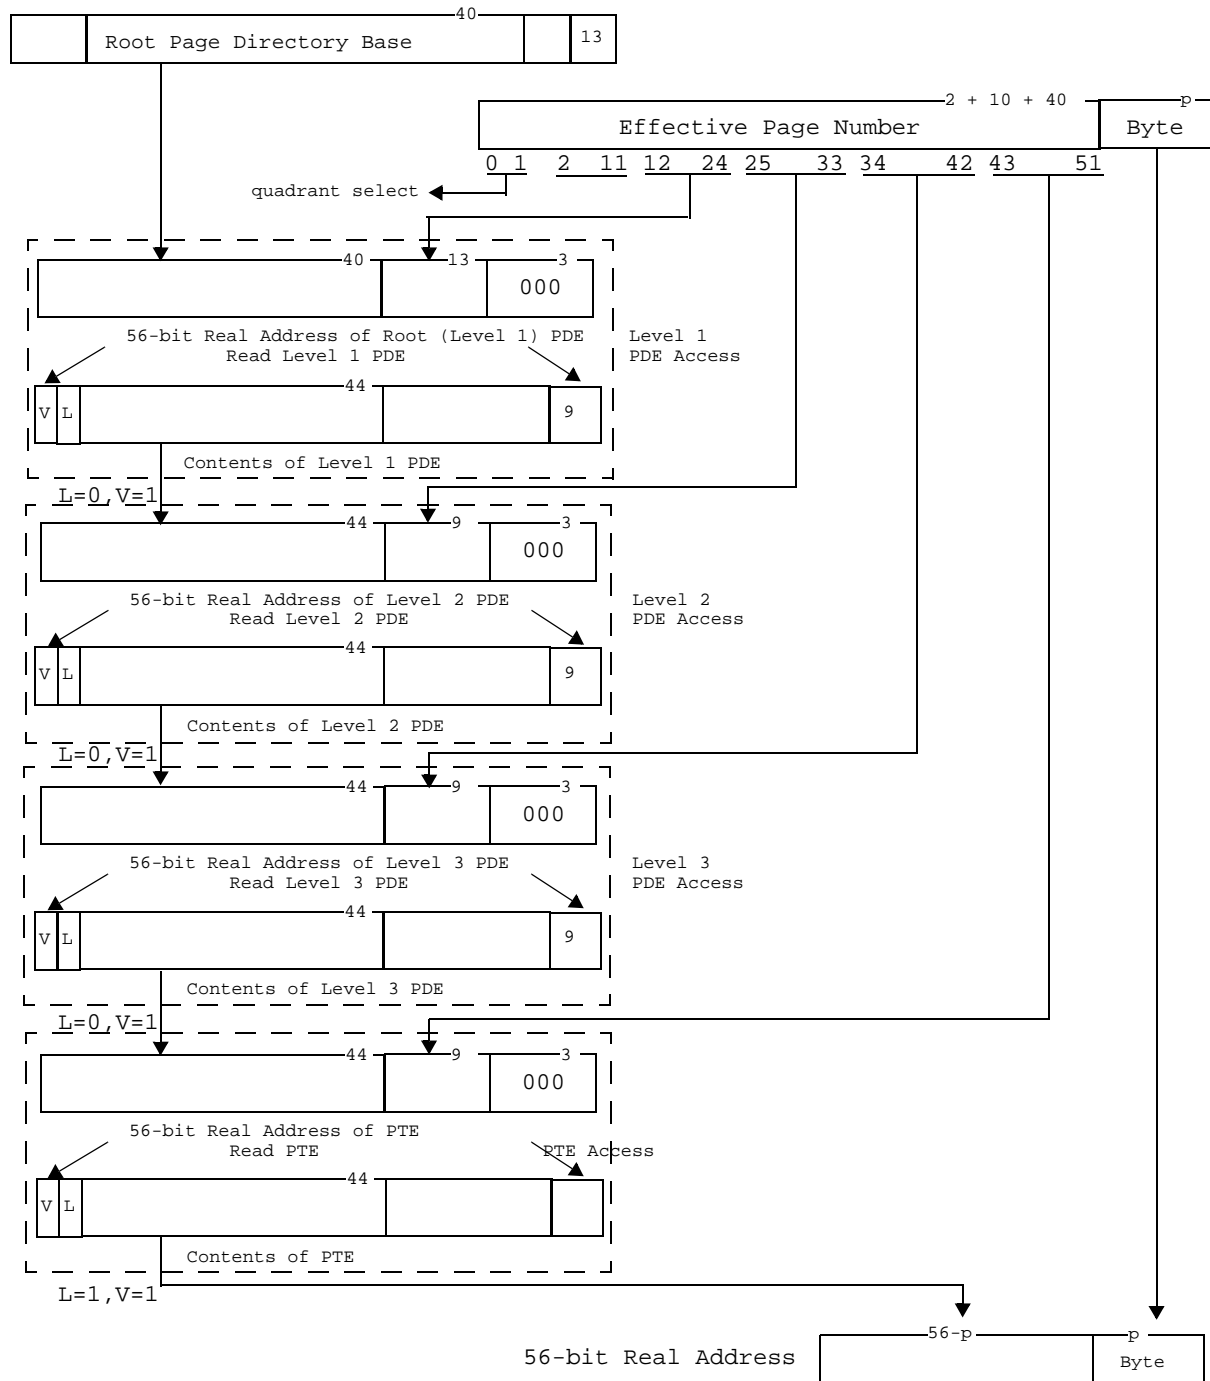 40
Root Page Directory Base
13
2 + 10 + 40
p
Effective Page Number
Byte
0 1 2 11 12 24 25 33 34 42 43 51
quadrant select
40 13 3
000
56-bit Real Address of Root (Level 1) PDE
Read Level 1 PDE
Level 1
PDE Access
44
V L 9
Contents of Level 1 PDE
L=0,V=1
44 9 3
000
56-bit Real Address of Level 2 PDE
Read Level 2 PDE
Level 2
PDE Access
44
V L 9
Contents of Level 2 PDE
L=0,V=1
44 9 3
000
56-bit Real Address of Level 3 PDE
Read Level 3 PDE
Level 3
PDE Access
44
V L 9
Contents of Level 3 PDE
L=0,V=1
44 9 3
000
56-bit Real Address of PTE
Read PTE
PTE Access
44
V L
Contents of PTE
L=1,V=1
56-p p
56-bit Real Address
Byte